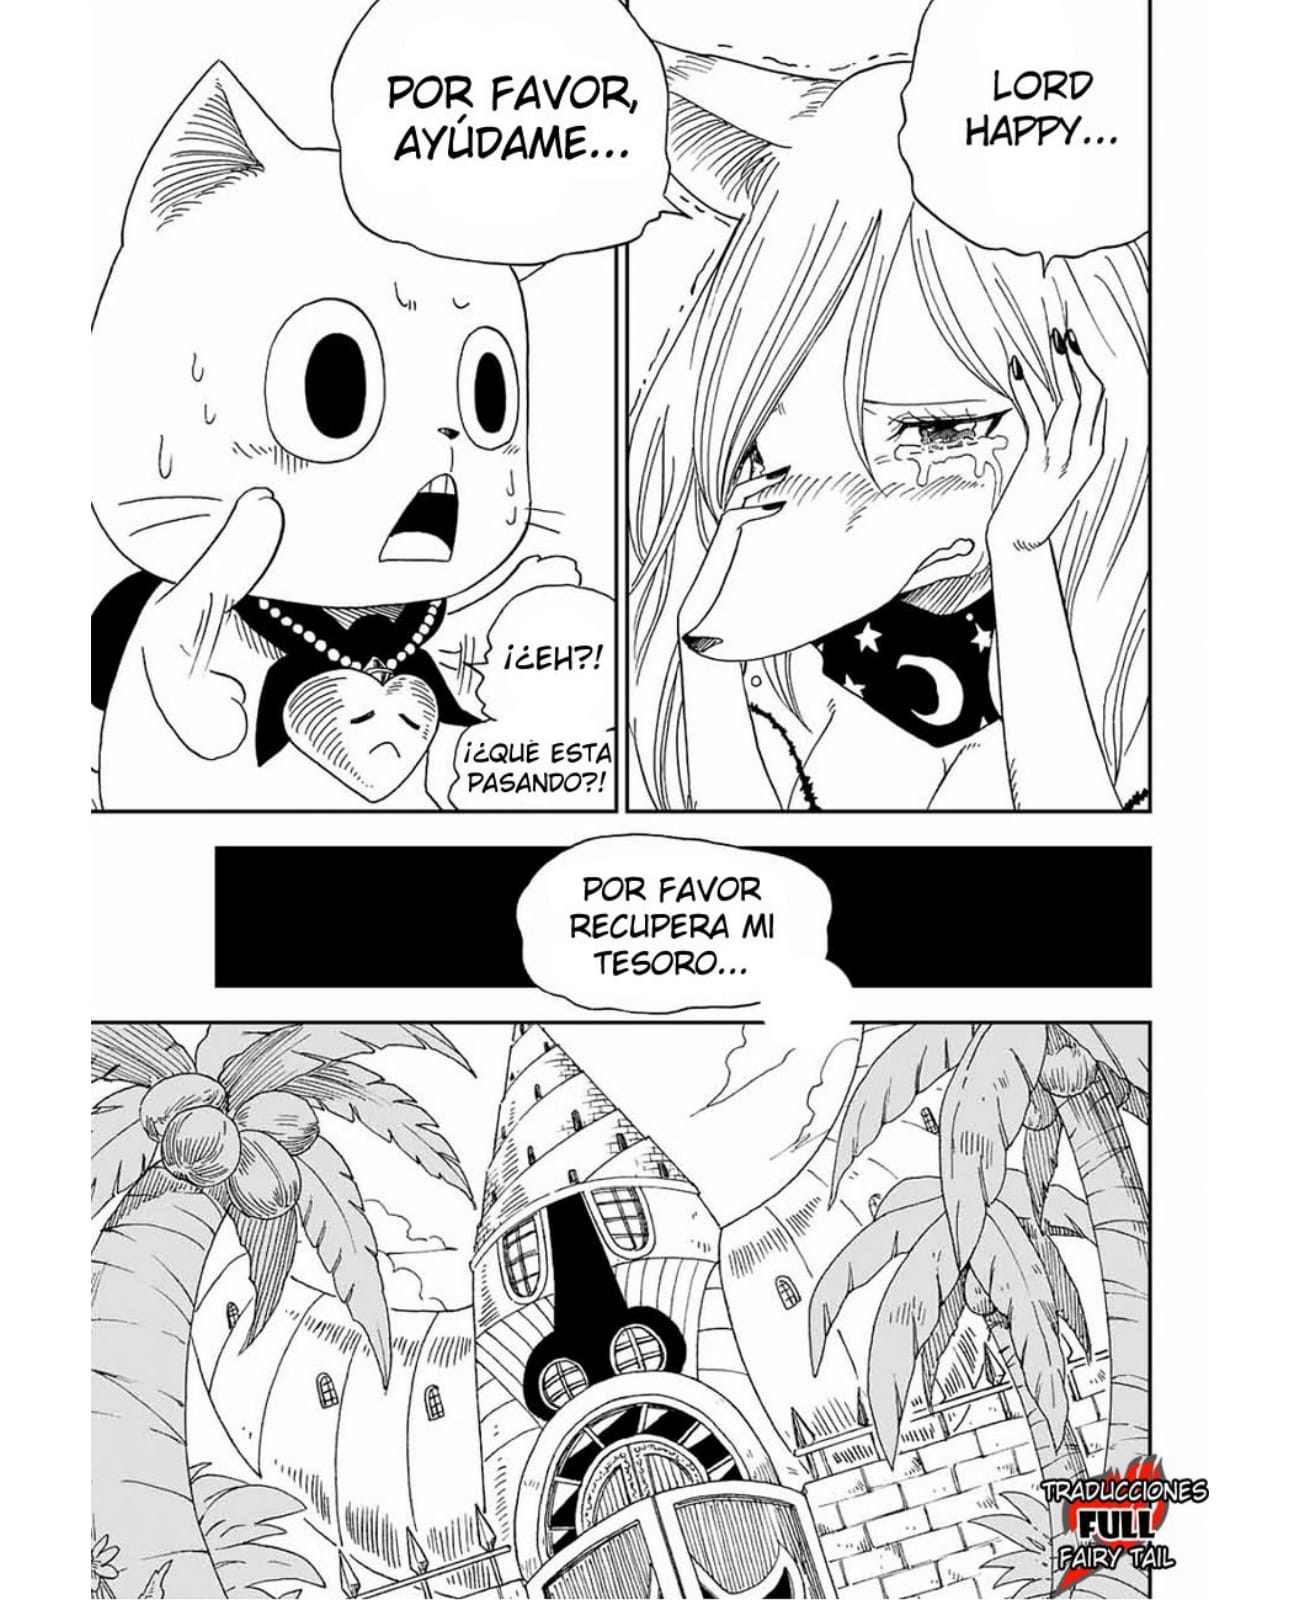 LORD
HAPPY...
POR FAVOR,
AYÚDAME...
¡¿EH?!
¡¿QUÉ ESTA
PASANDO?!
POR FAVOR
RECUPERA MI
TESORO...
TRADUCCIONES
FULL
FAIRY TAIL